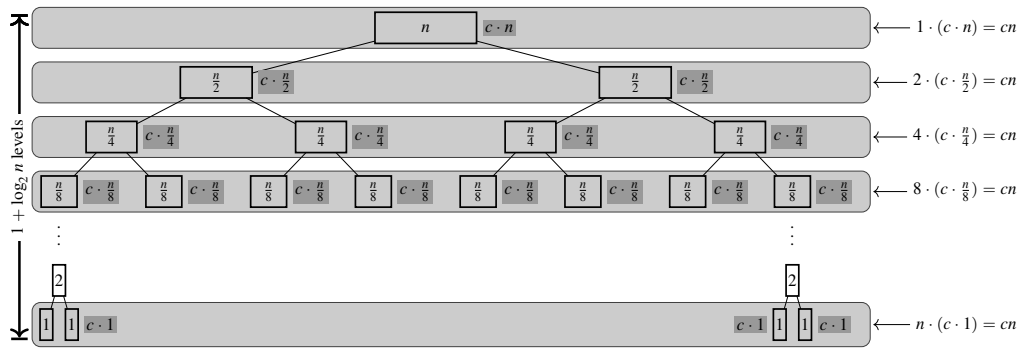 n c · n 1 · (c · n) = cn
n/2 c · n/2 n/2 c · n/2 2 · (c · n/2) = cn
n/4 c · n/4 n/4 c · n/4 n/4 c · n/4 n/4 c · n/4 4 · (c · n/4) = cn
n/8 c · n/8 n/8 c · n/8 n/8 c · n/8 n/8 c · n/8 n/8 c · n/8 n/8 c · n/8 n/8 c · n/8 n/8 c · n/8 8 · (c · n/8) = cn
1 + log₂ n levels
⋮ ⋮
2 2
1 1 c · 1 c · 1 1 1 c · 1 n · (c · 1) = cn